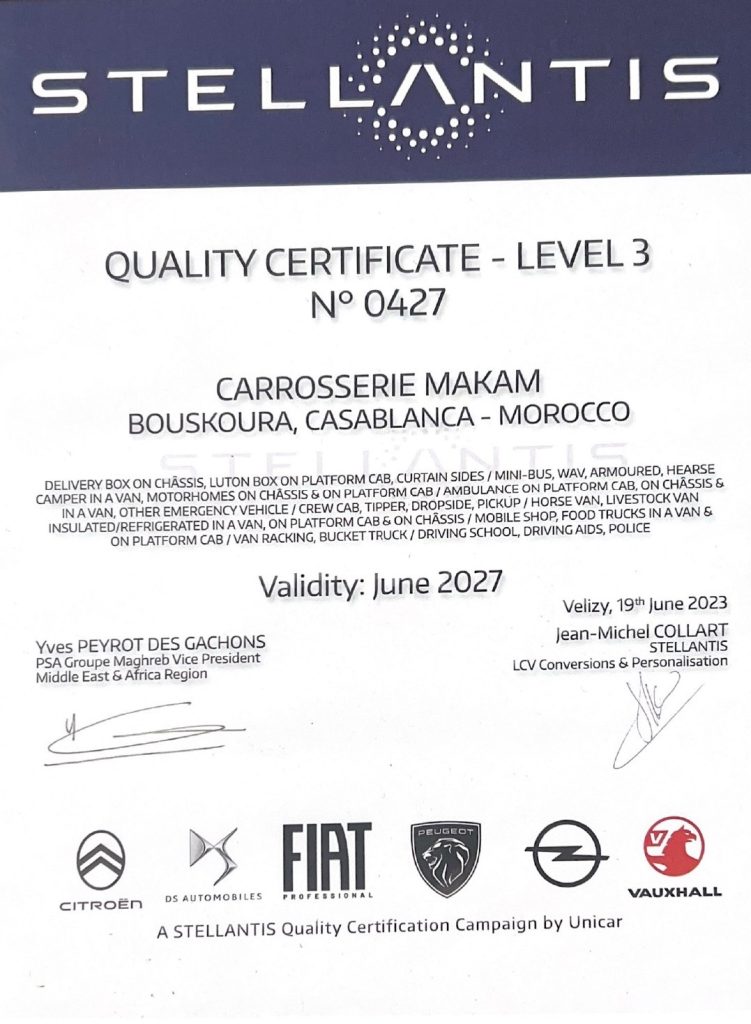 STELLANTIS
QUALITY CERTIFICATE - LEVEL 3
Nº 0427
CARROSSERIE MAKAM
BOUSKOURA, CASABLANCA - MOROCCO
STELLANTIS
DELIVERY BOX ON CHÂSSIS, LUTON BOX ON PLATFORM CAB, CURTAIN SIDES / MINI-BUS, WAV, ARMOURED, HEARSE
CAMPER IN A VAN, MOTORHOMES ON CHÂSSIS & ON PLATFORM CAB / AMBULANCE ON PLATFORM CAB, ON CHÂSSIS &
IN A VAN, OTHER EMERGENCY VEHICLE / CREW CAB, TIPPER, DROPSIDE, PICKUP / HORSE VAN, LIVESTOCK VAN
INSULATED/REFRIGERATED IN A VAN, ON PLATFORM CAB & ON CHÂSSIS / MOBILE SHOP, FOOD TRUCKS IN A VAN &
ON PLATFORM CAB / VAN RACKING, BUCKET TRUCK / DRIVING SCHOOL, DRIVING AIDS, POLICE
Validity: June 2027
Velizy, 19th June 2023
Yves PEYROT DES GACHONS
PSA Groupe Maghreb Vice President
Middle East & Africa Region
Jean-Michel COLLART
STELLANTIS
LCV Conversions & Personalisation
CITROËN
DS AUTOMOBILES
FIAT
PROFESSIONAL
PEUGEOT
VAUXHALL
A STELLANTIS Quality Certification Campaign by Unicar